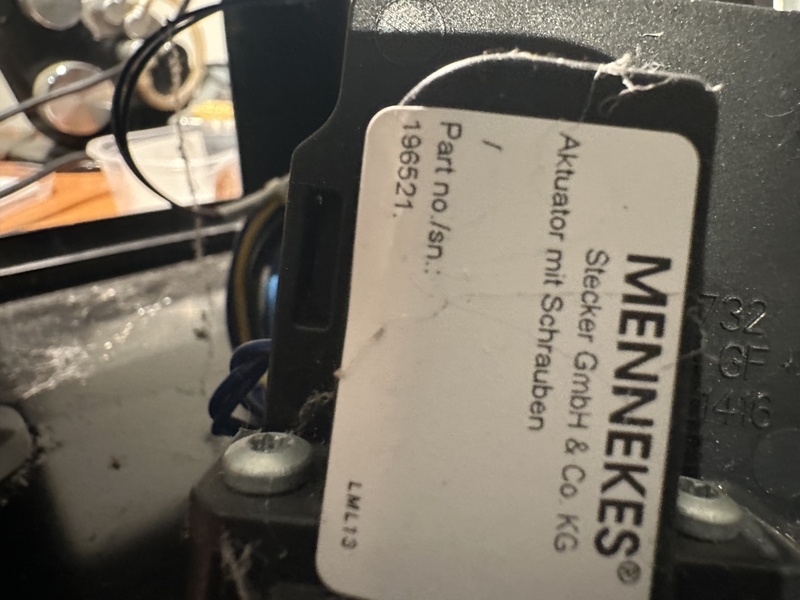 MENNEKES®
Stecker GmbH & Co. KG
Aktuator mit Schrauben
/
Part no./sn.:
196521.
LML13